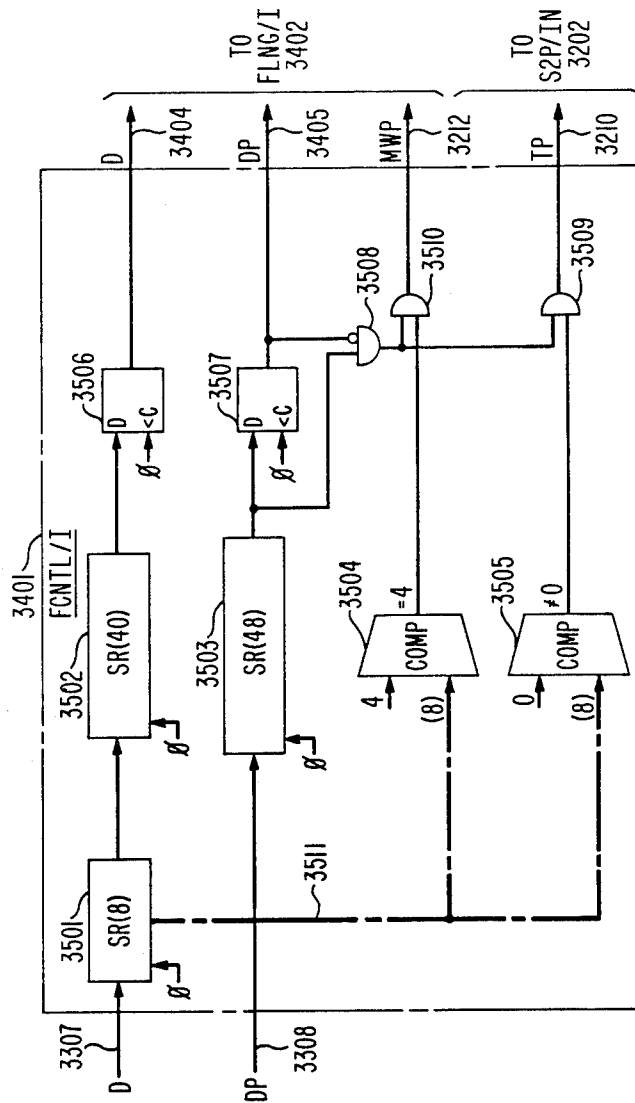 3401
FCNTL/I
3307
D
3501
SR(8)
Ø
3502
SR(40)
Ø
3506
D
<C
Ø
D
3404
TO
FLNG/I
3402
DP
3308
3503
SR(48)
Ø
3507
D
<C
Ø
DP
3405
3508
3511
4
(8)
3504
COMP
=4
3510
MWP
3212
0
(8)
3505
COMP
≠0
3509
TP
3210
TO
S2P/IN
3202